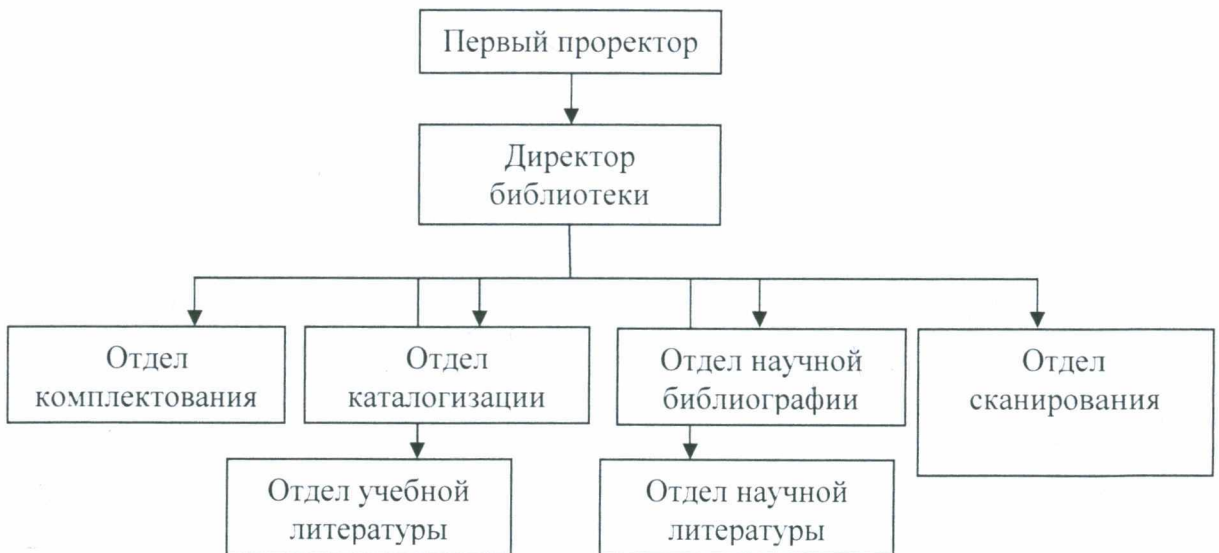 Первый проректор
Директор
библиотеки
Отдел
комплектования
Отдел
каталогизации
Отдел научной
библиографии
Отдел
сканирования
Отдел учебной
литературы
Отдел научной
литературы